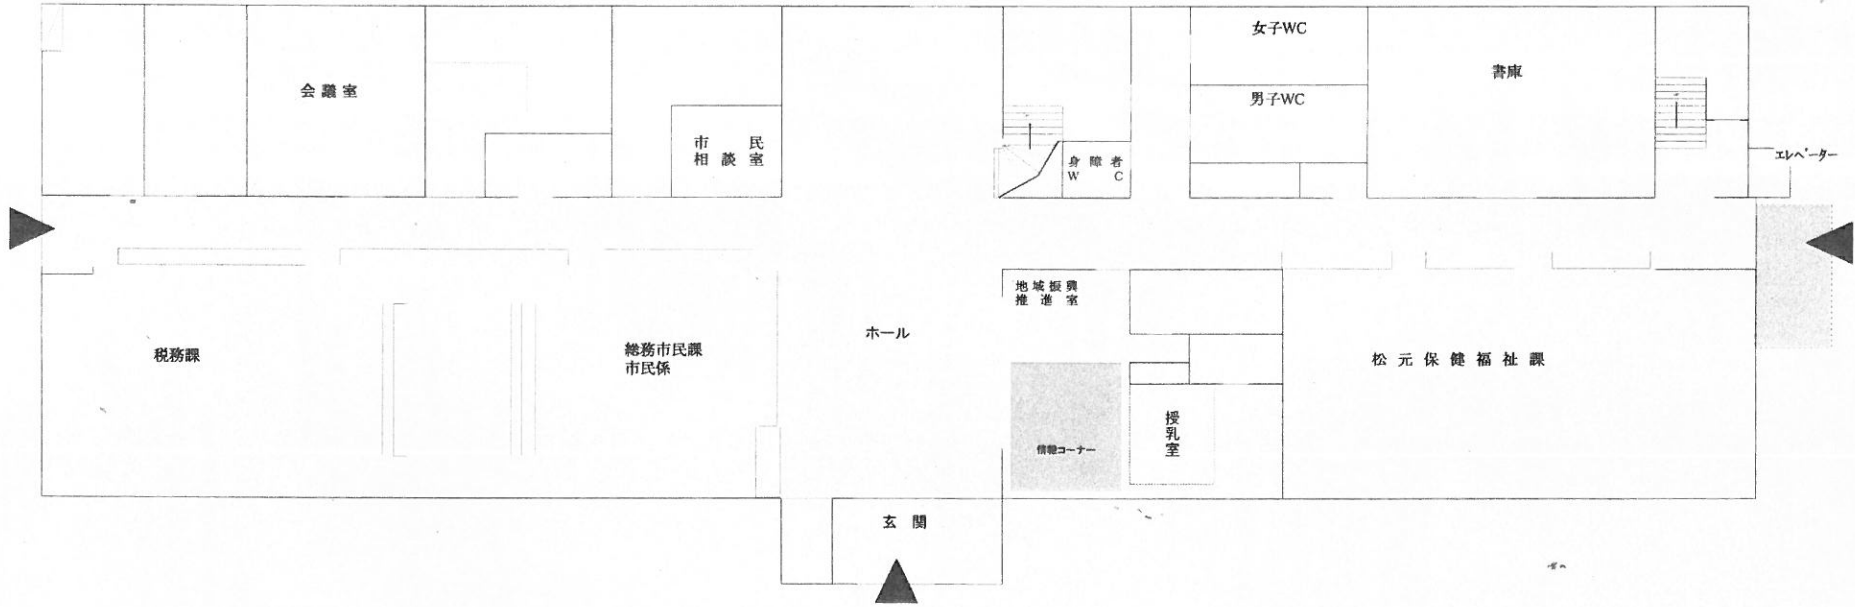 女子WC
書庫
会議室
男子WC
市民
相談室
身障者
WC
エレベーター
地域振興
推進室
ホール
税務課
総務市民課
市民係
松元保健福祉課
授乳室
情報コーナー
玄関